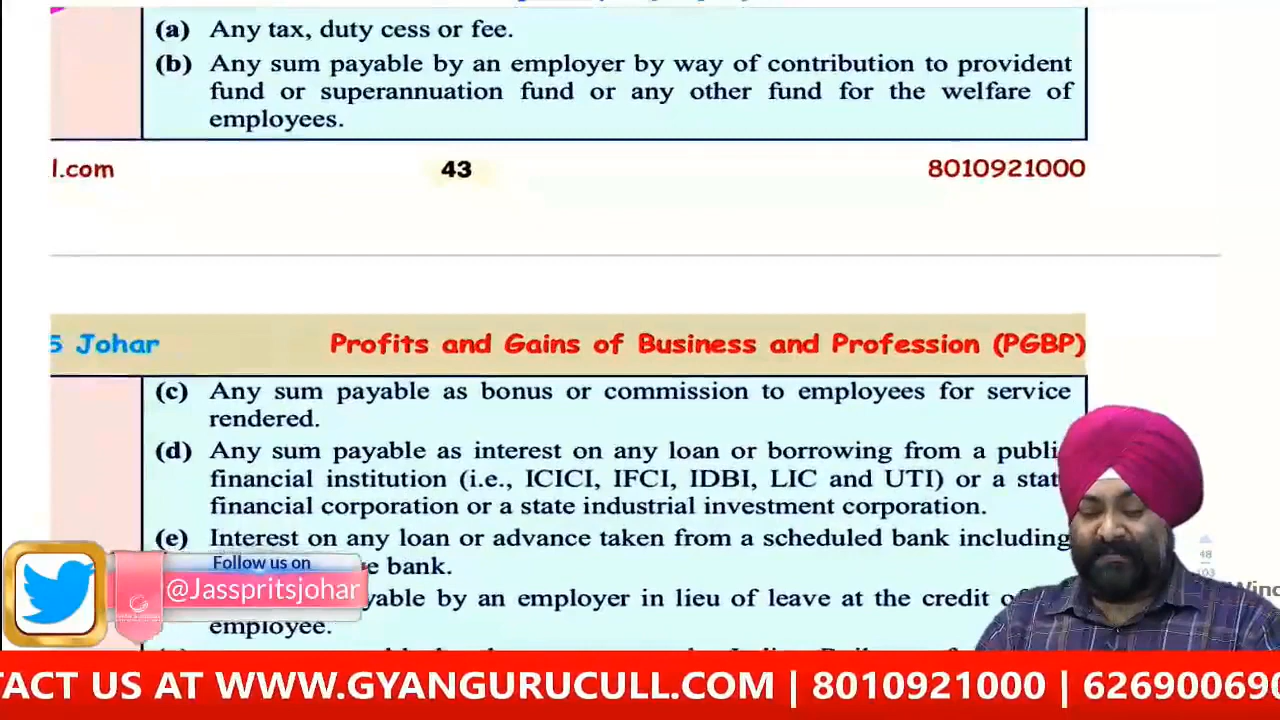 (a) Any tax, duty cess or fee.
(b) Any sum payable by an employer by way of contribution to provident
fund or superannuation fund or any other fund for the welfare of
employees.
l.com 43 8010921000
S Johar Profits and Gains of Business and Profession (PGBP)
(c) Any sum payable as bonus or commission to employees for service
rendered.
(d) Any sum payable as interest on any loan or borrowing from a publi
financial institution (i.e., ICICI, IFCI, IDBI, LIC and UTI) or a stat
financial corporation or a state industrial investment corporation.
(e) Interest on any loan or advance taken from a scheduled bank including
e bank.
yable by an employer in lieu of leave at the credit o
employee.
Follow us on
@Jasspritsjohar
48
103
Wind
TACT US AT WWW.GYANGURUCULL.COM | 8010921000 | 626900690